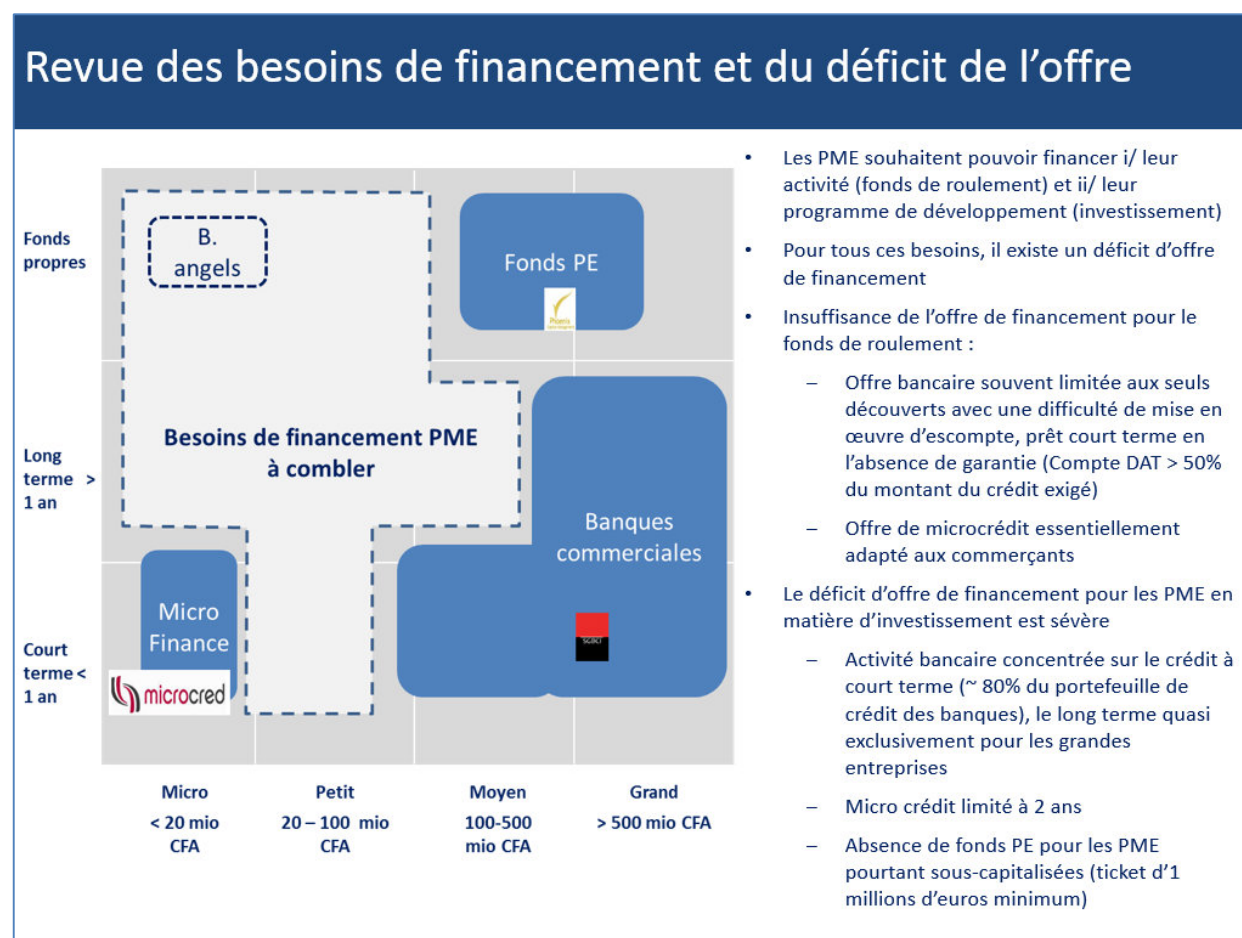 Revue des besoins de financement et du déficit de l’offre
Fonds
propres
Long
terme >
1 an
Court
terme <
1 an
B.
angels
Fonds PE
Besoins de financement PME
à combler
Banques
commerciales
Micro
Finance
microcred
Micro
< 20 mio
CFA
Petit
20 – 100 mio
CFA
Moyen
100-500
mio CFA
Grand
> 500 mio CFA
• Les PME souhaitent pouvoir financer i/ leur
activité (fonds de roulement) et ii/ leur
programme de développement (investissement)
• Pour tous ces besoins, il existe un déficit d’offre
de financement
• Insuffisance de l’offre de financement pour le
fonds de roulement :
– Offre bancaire souvent limitée aux seuls
découverts avec une difficulté de mise en
œuvre d’escompte, prêt court terme en
l’absence de garantie (Compte DAT > 50%
du montant du crédit exigé)
– Offre de microcrédit essentiellement
adapté aux commerçants
• Le déficit d’offre de financement pour les PME en
matière d’investissement est sévère
– Activité bancaire concentrée sur le crédit à
court terme (~ 80% du portefeuille de
crédit des banques), le long terme quasi
exclusivement pour les grandes
entreprises
– Micro crédit limité à 2 ans
– Absence de fonds PE pour les PME
pourtant sous-capitalisées (ticket d’1
millions d’euros minimum)